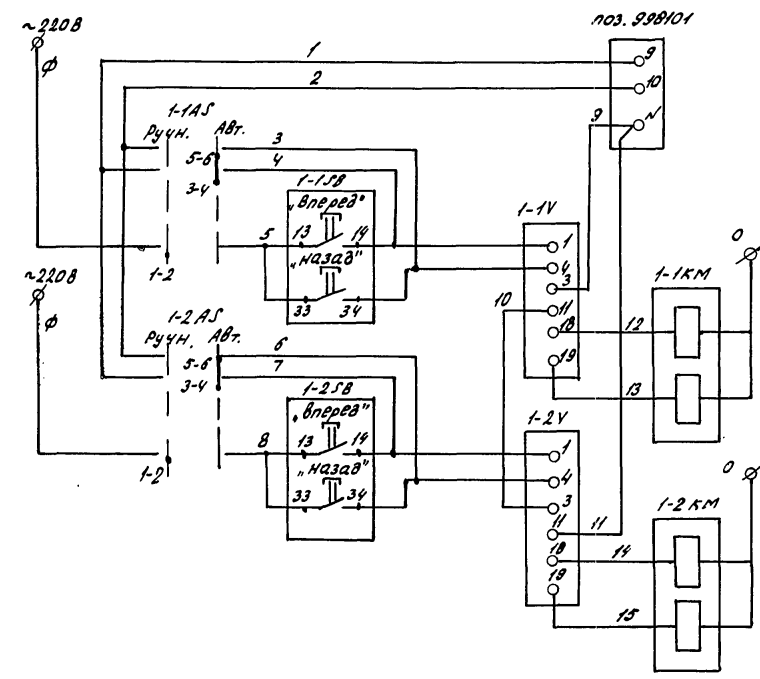 ~220В
Ф
поз. 998101
1
9
2
10
N
9
1-1AS
Ручн.
Авт.
3
5-6
4
3-4
1-1SB
„Вперед"
5
13
14
„назад"
33
34
1-2
1-1V
1
4
3
11
18
19
10
12
13
0
1-1КМ
~220В
Ф
1-2AS
Ручн.
Авт.
6
5-6
7
3-4
1-2SB
„Вперед"
8
13
14
„назад"
33
34
1-2
1-2V
1
4
3
11
18
19
11
14
15
0
1-2 КМ